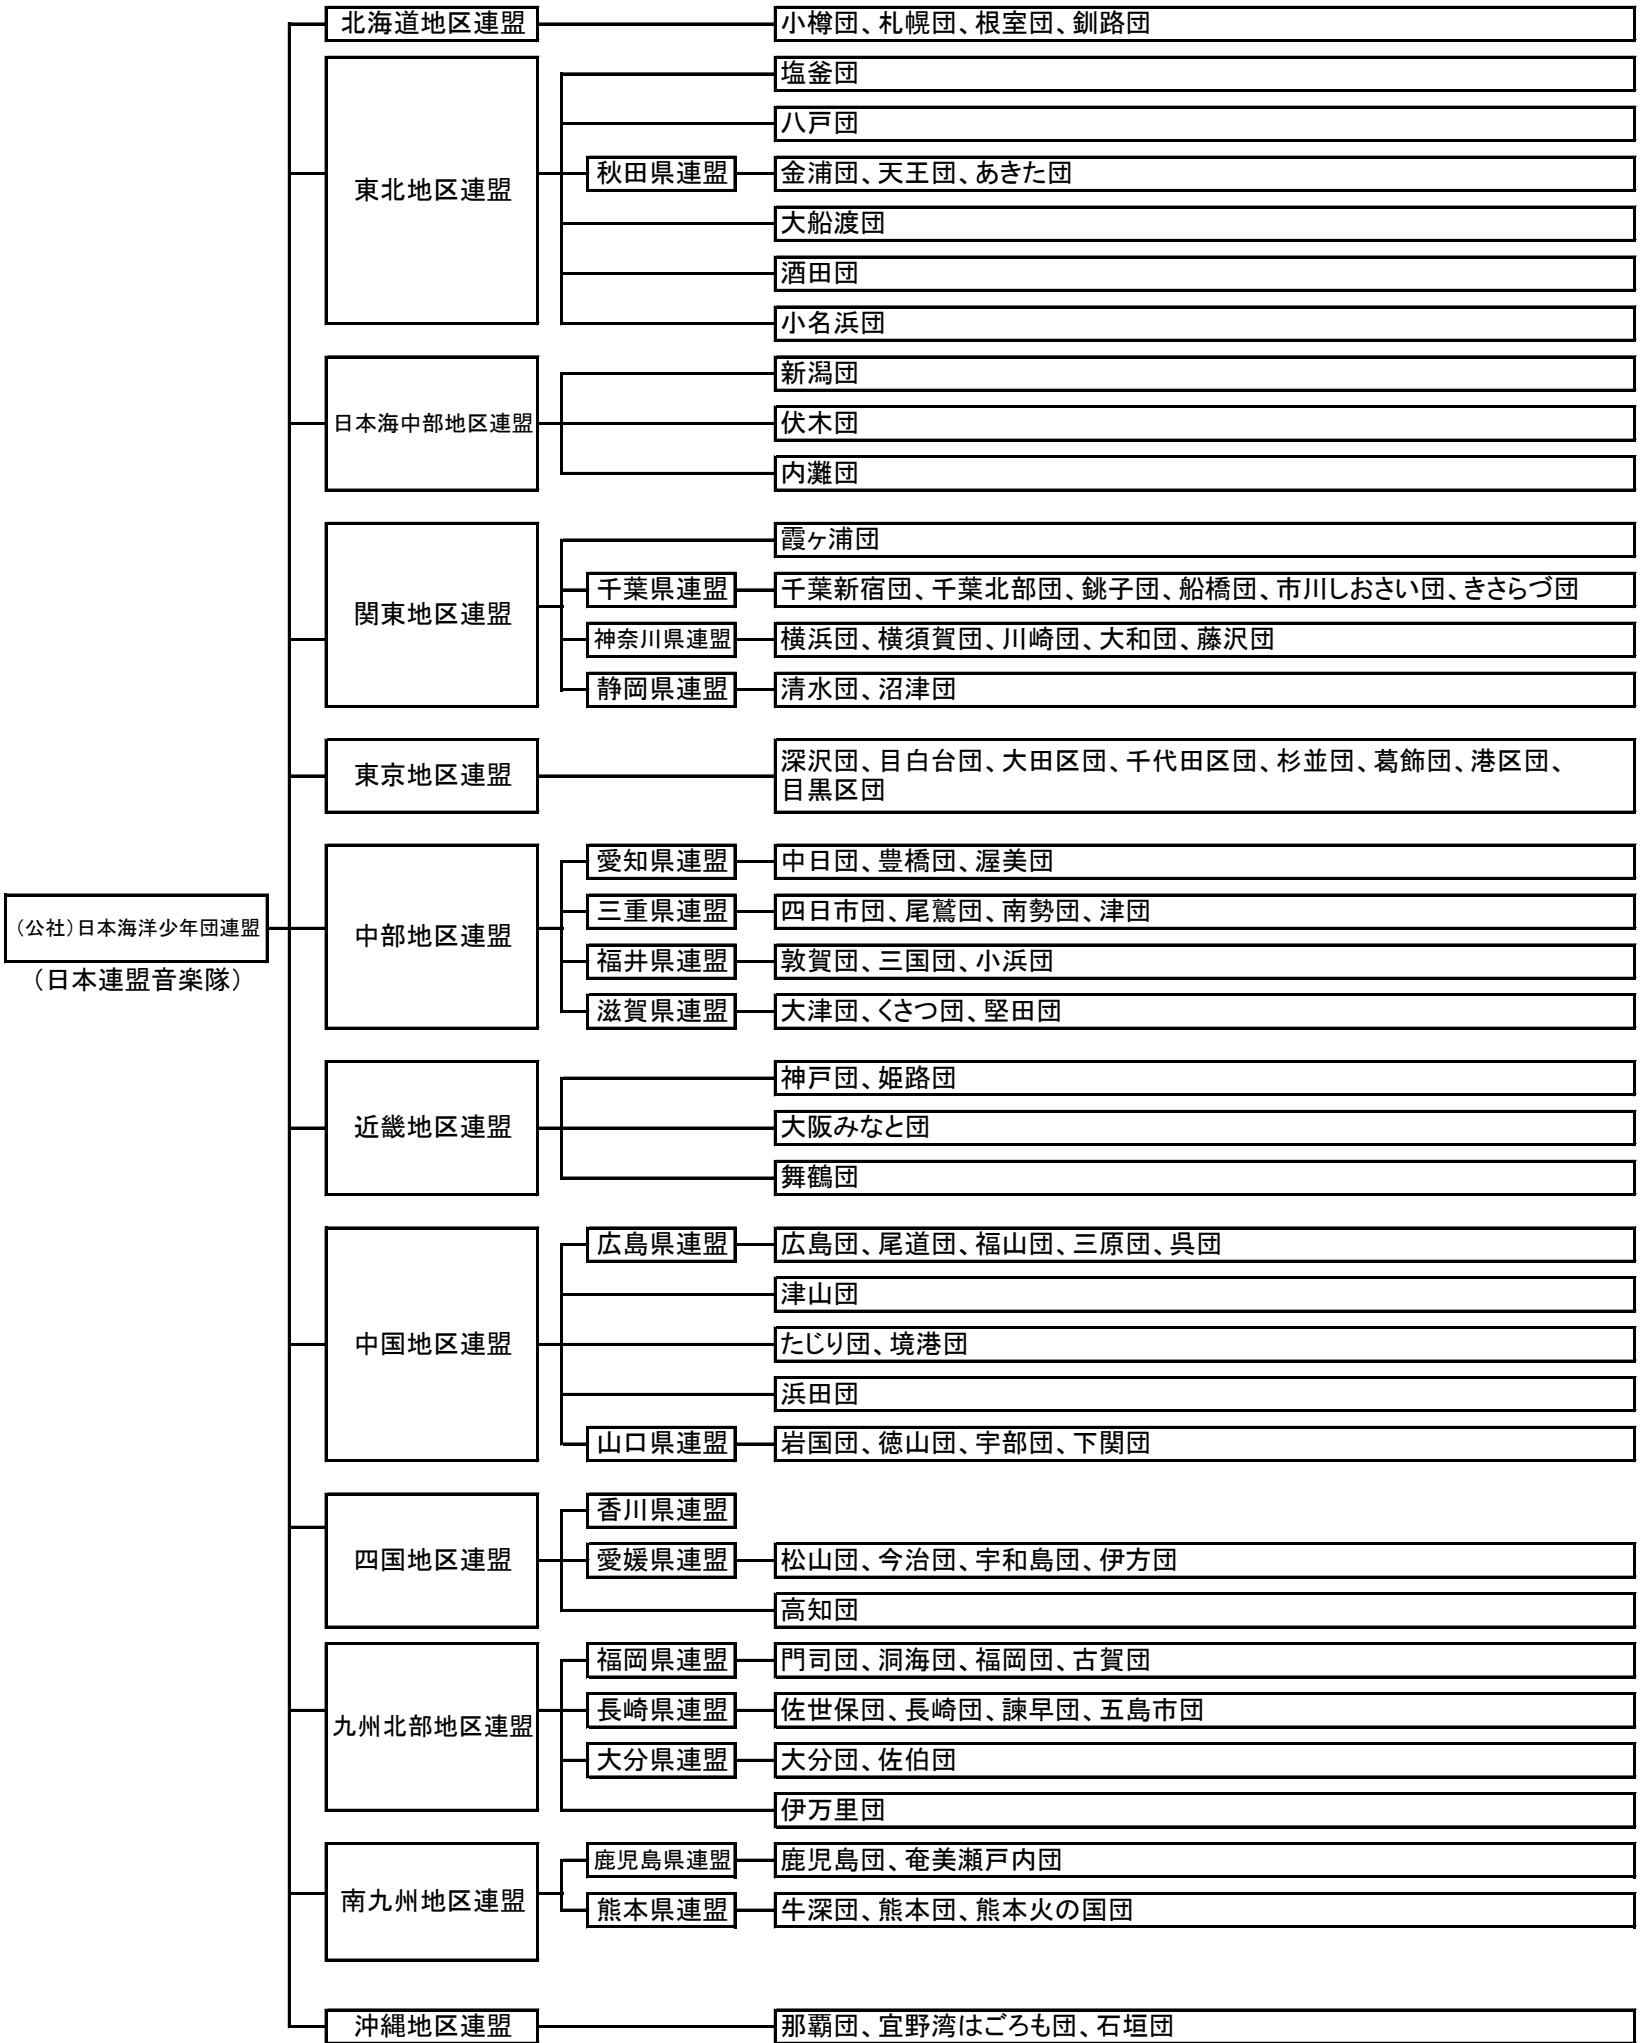 北海道地区連盟
小樽団、札幌団、根室団、釧路団
東北地区連盟
塩釜団
八戸団
秋田県連盟
金浦団、天王団、あきた団
大船渡団
酒田団
小名浜団
日本海中部地区連盟
新潟団
伏木団
内灘団
関東地区連盟
霞ヶ浦団
千葉県連盟
千葉新宿団、千葉北部団、銚子団、船橋団、市川しおさい団、きさらづ団
神奈川県連盟
横浜団、横須賀団、川崎団、大和団、藤沢団
静岡県連盟
清水団、沼津団
東京地区連盟
深沢団、目白台団、大田区団、千代田区団、杉並団、葛飾団、港区団、
目黒区団
(公社)日本海洋少年団連盟
(日本連盟音楽隊)
中部地区連盟
愛知県連盟
中日団、豊橋団、渥美団
三重県連盟
四日市団、尾鷲団、南勢団、津団
福井県連盟
敦賀団、三国団、小浜団
滋賀県連盟
大津団、くさつ団、堅田団
近畿地区連盟
神戸団、姫路団
大阪みなと団
舞鶴団
中国地区連盟
広島県連盟
広島団、尾道団、福山団、三原団、呉団
津山団
たじり団、境港団
浜田団
山口県連盟
岩国団、徳山団、宇部団、下関団
四国地区連盟
香川県連盟
愛媛県連盟
松山団、今治団、宇和島団、伊方団
高知団
九州北部地区連盟
福岡県連盟
門司団、洞海団、福岡団、古賀団
長崎県連盟
佐世保団、長崎団、諫早団、五島市団
大分県連盟
大分団、佐伯団
伊万里団
南九州地区連盟
鹿児島県連盟
鹿児島団、奄美瀬戸内団
熊本県連盟
牛深団、熊本団、熊本火の国団
沖縄地区連盟
那覇団、宜野湾はごろも団、石垣団